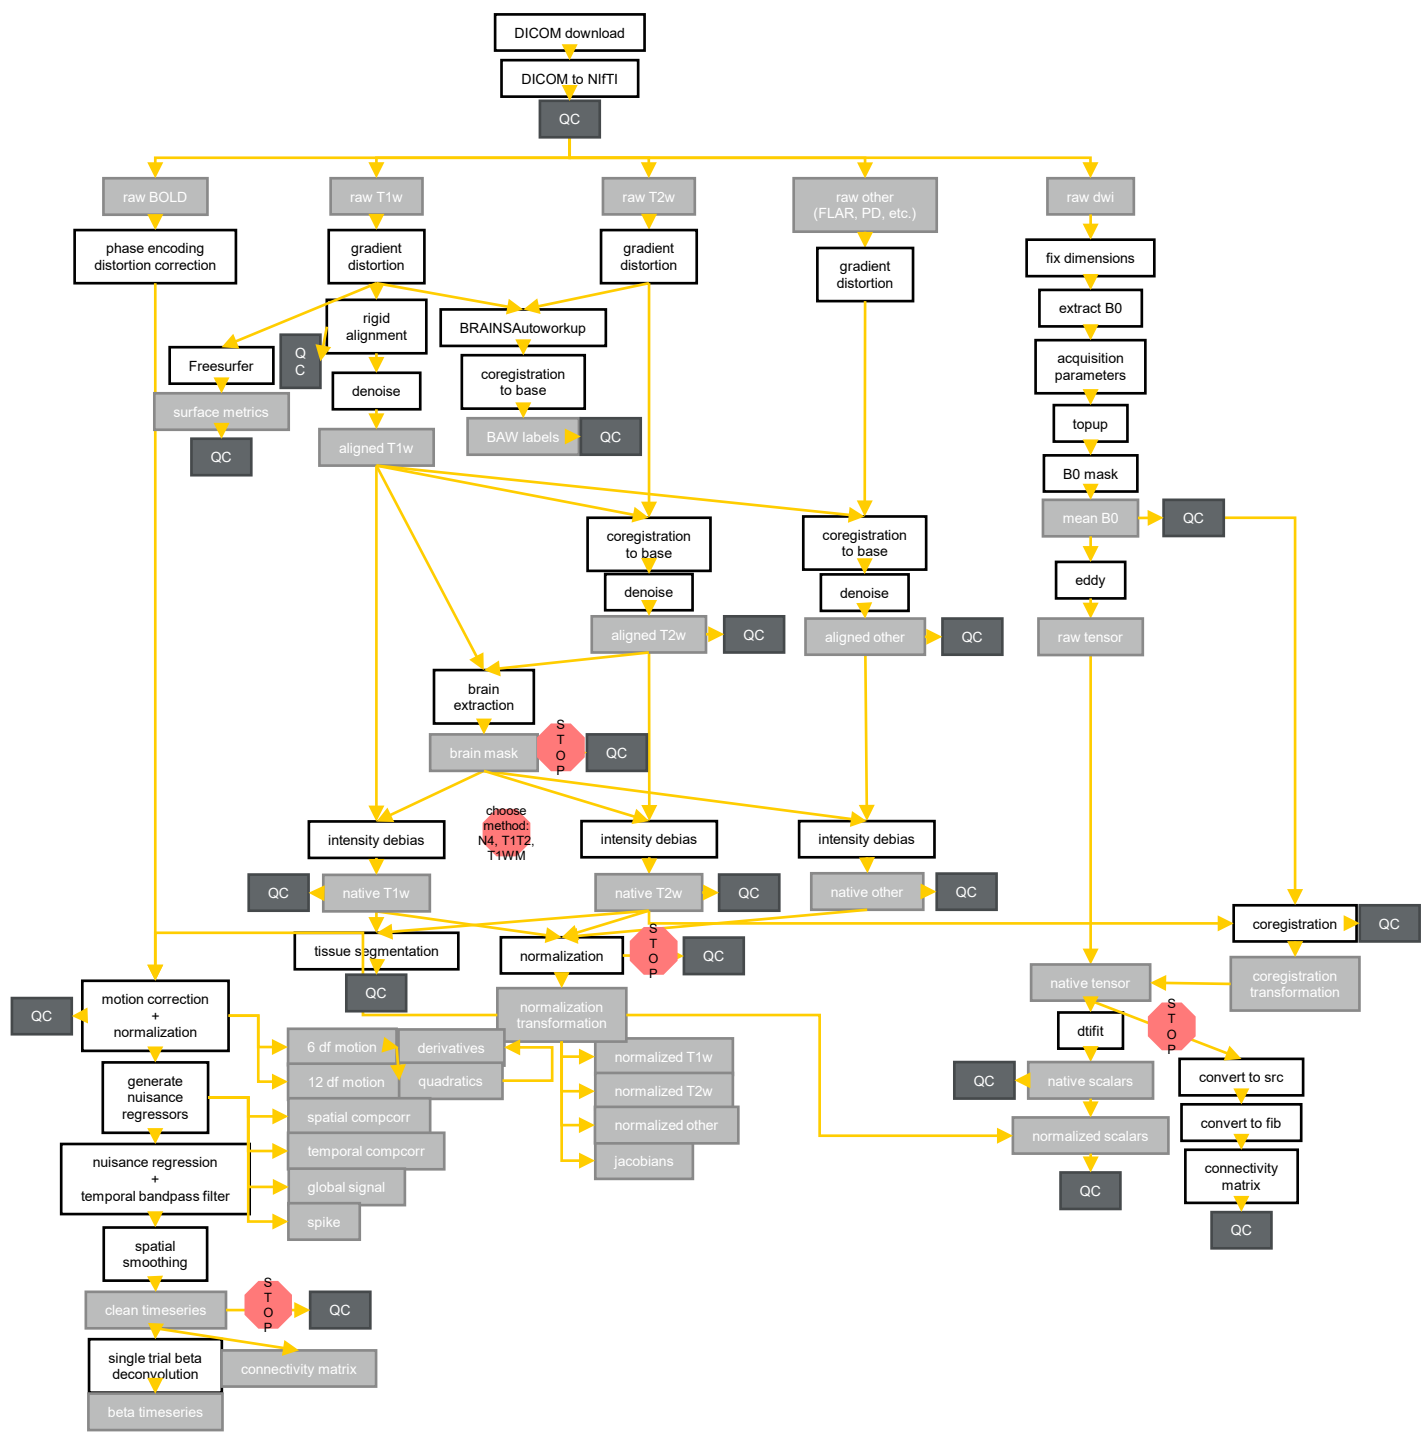 DICOM download
DICOM to NIfTI
QC
raw BOLD
raw T1w
raw T2w
raw other
(FLAR, PD, etc.)
raw dwi
phase encoding
distortion correction
gradient
distortion
gradient
distortion
gradient
distortion
fix dimensions
extract B0
acquisition
parameters
topup
B0 mask
mean B0
QC
eddy
raw tensor
rigid
alignment
Q
C
BRAINSAutoworkup
Freesurfer
surface metrics
QC
denoise
aligned T1w
coregistration
to base
BAW labels
QC
coregistration
to base
denoise
aligned T2w
QC
coregistration
to base
denoise
aligned other
QC
brain
extraction
brain mask
S
T
O
P
QC
choose
method:
N4, T1T2,
T1WM
intensity debias
intensity debias
intensity debias
QC
native T1w
native T2w
QC
native other
QC
tissue segmentation
QC
normalization
S
T
O
P
QC
coregistration
QC
coregistration
transformation
native tensor
S
T
O
P
dtifit
QC
native scalars
normalized scalars
QC
convert to src
convert to fib
connectivity
matrix
QC
normalization
transformation
normalized T1w
normalized T2w
normalized other
jacobians
QC
motion correction
+
normalization
6 df motion
derivatives
12 df motion
quadratics
generate
nuisance
regressors
spatial compcorr
temporal compcorr
global signal
spike
nuisance regression
+
temporal bandpass filter
spatial
smoothing
clean timeseries
S
T
O
P
QC
single trial beta
deconvolution
connectivity matrix
beta timeseries